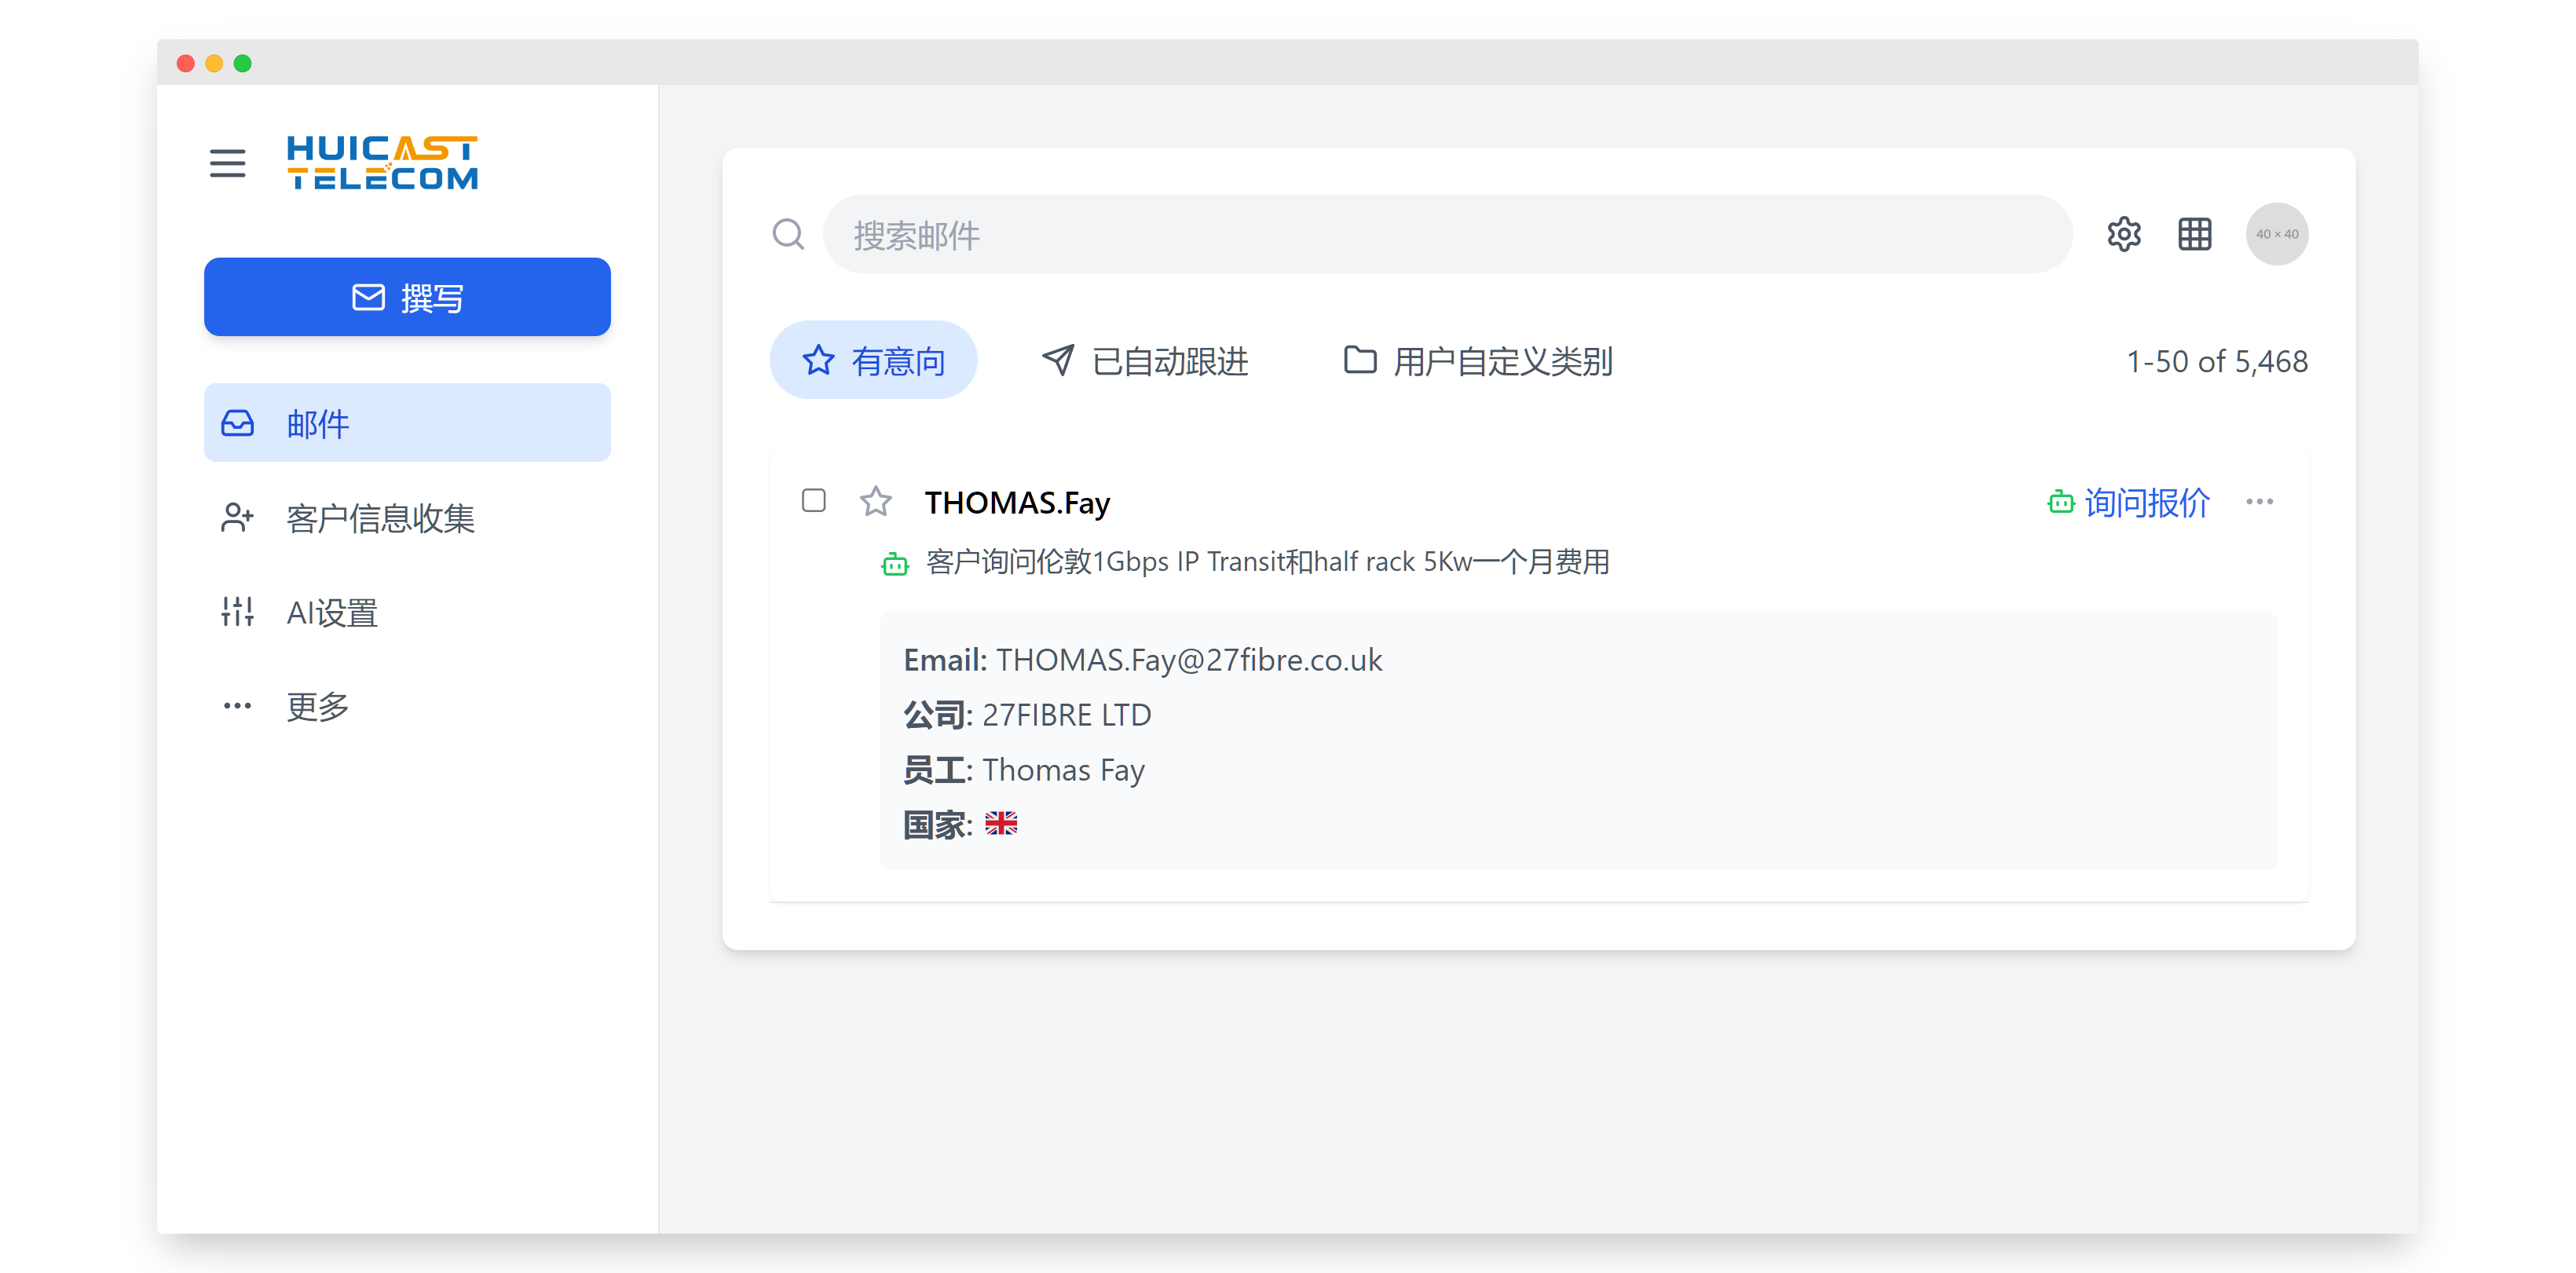 HUICAST
TELECOM
撰写
邮件
客户信息收集
AI设置
更多
搜索邮件
40 × 40
有意向
已自动跟进
用户自定义类别
1-50 of 5,468
THOMAS.Fay
询问报价
客户询问伦敦1Gbps IP Transit和half rack 5Kw一个月费用
Email: THOMAS.Fay@27fibre.co.uk
公司: 27FIBRE LTD
员工: Thomas Fay
国家: